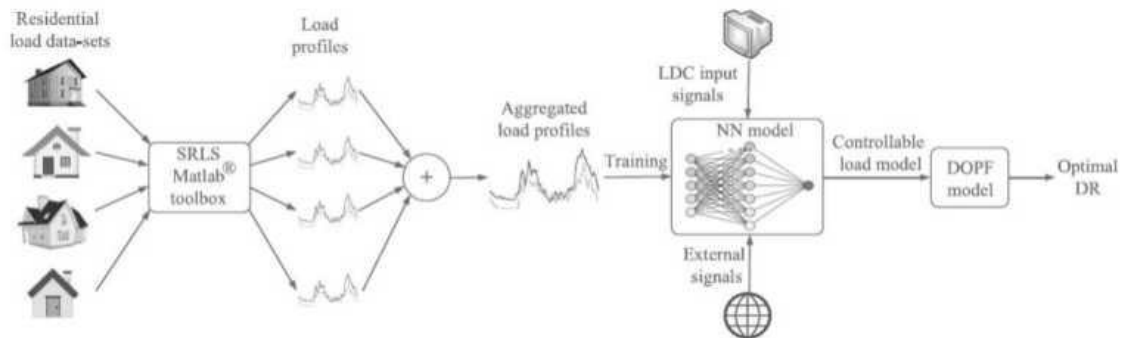 Residential
load data-sets
Load
profiles
SRLS
Matlab®
toolbox
+
Aggregated
load profiles
Training
LDC input
signals
NN model
External
signals
Controllable
load model
DOPF
model
Optimal
DR